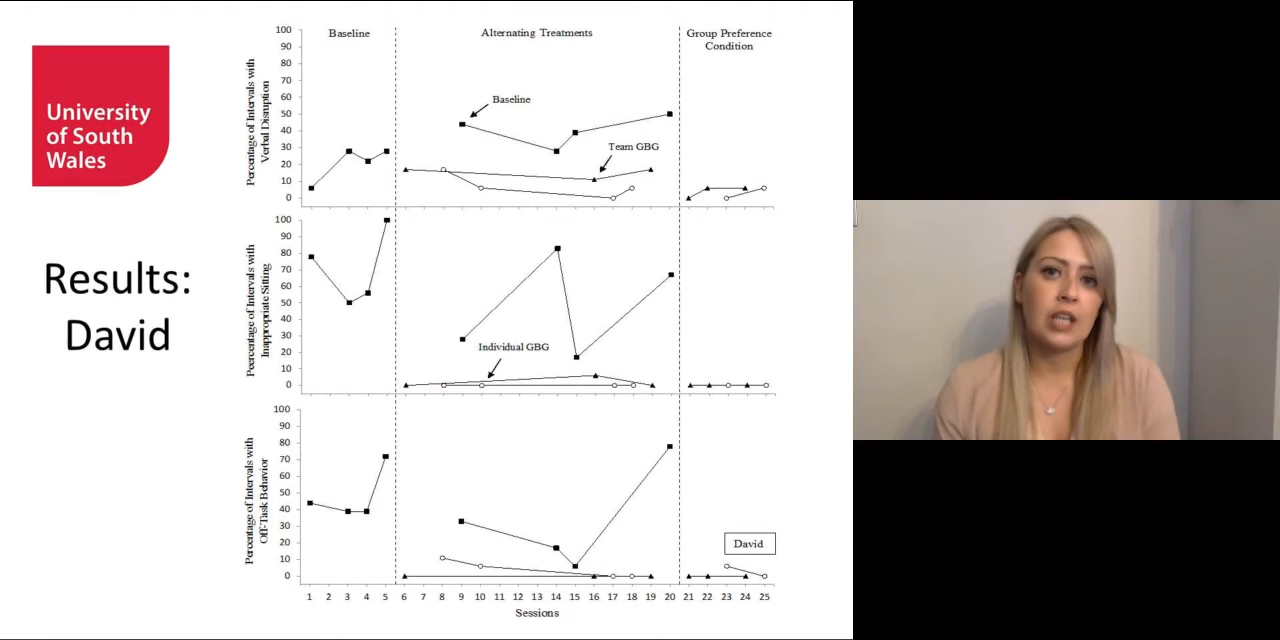 University
of South
Wales
Results:
David
Baseline
Alternating Treatments
Group Preference
Condition
Percentage of Intervals with
Verbal Disruption
100
90
80
70
60
50
40
30
20
10
0
Baseline
Team GBG
Peercentage of Intervals with
Inappropriate Sitting
100
90
80
70
60
50
40
30
20
10
0
Individual GBG
Percentage of Intervals with
Off-Task Behavior
100
90
80
70
60
50
40
30
20
10
0
David
1 2 3 4 5 6 7 8 9 10 11 12 13 14 15 16 17 18 19 20 21 22 23 24 25
Sessions